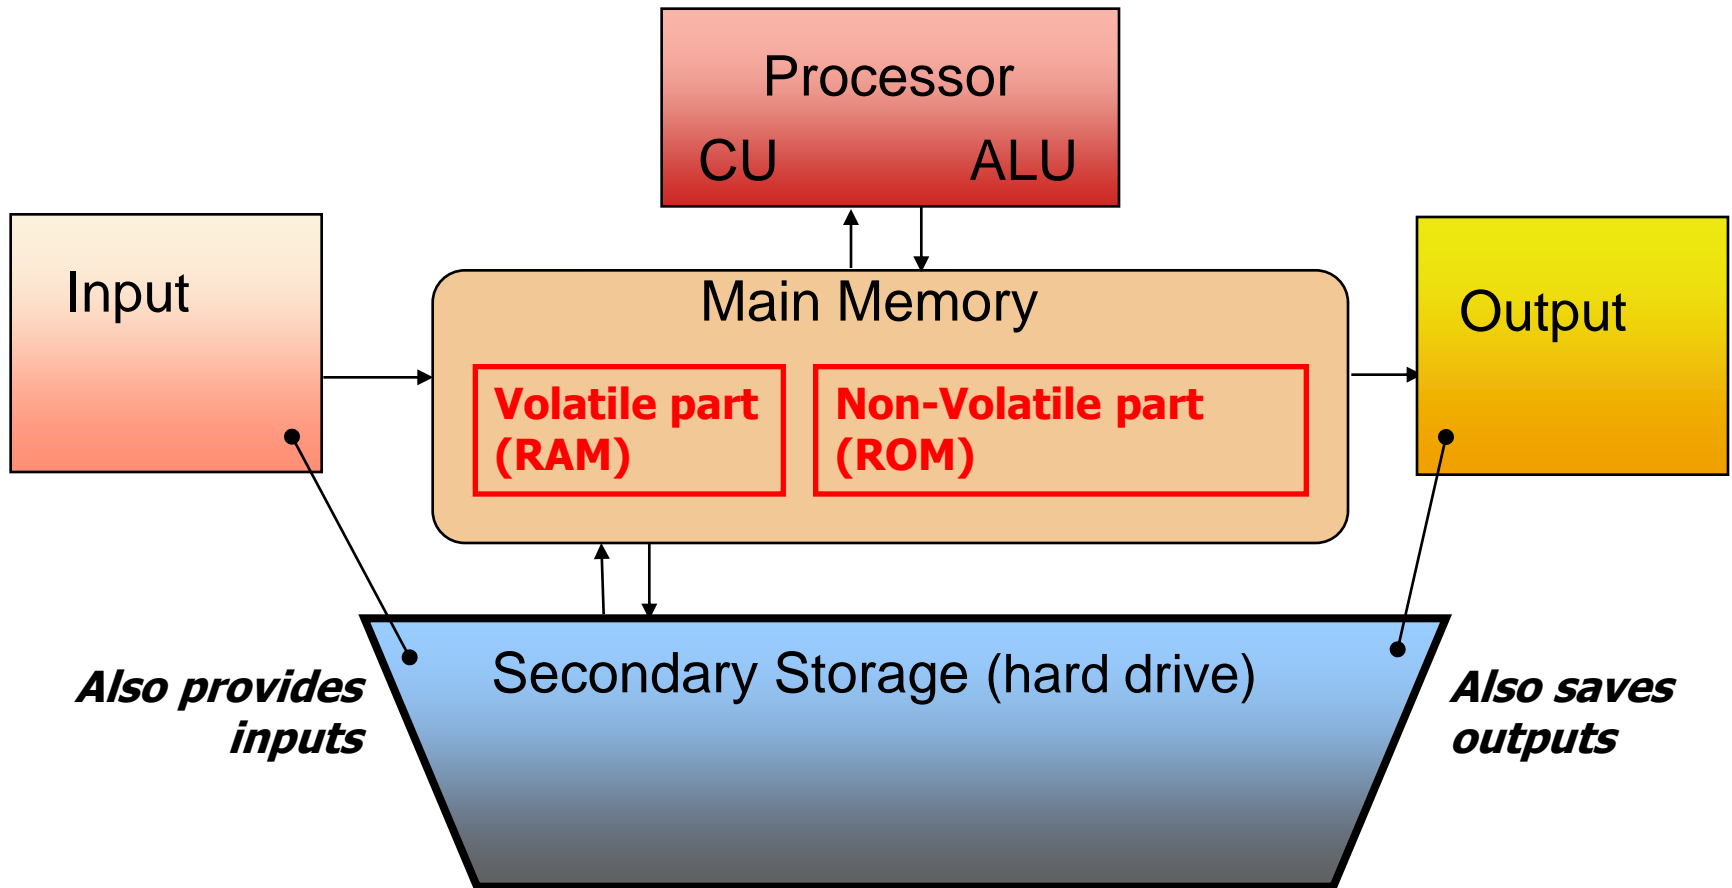 Processor
CU ALU
Input
Main Memory
Output
Volatile part
(RAM)
Non-Volatile part
(ROM)
Secondary Storage (hard drive)
Also provides
inputs
Also saves
outputs